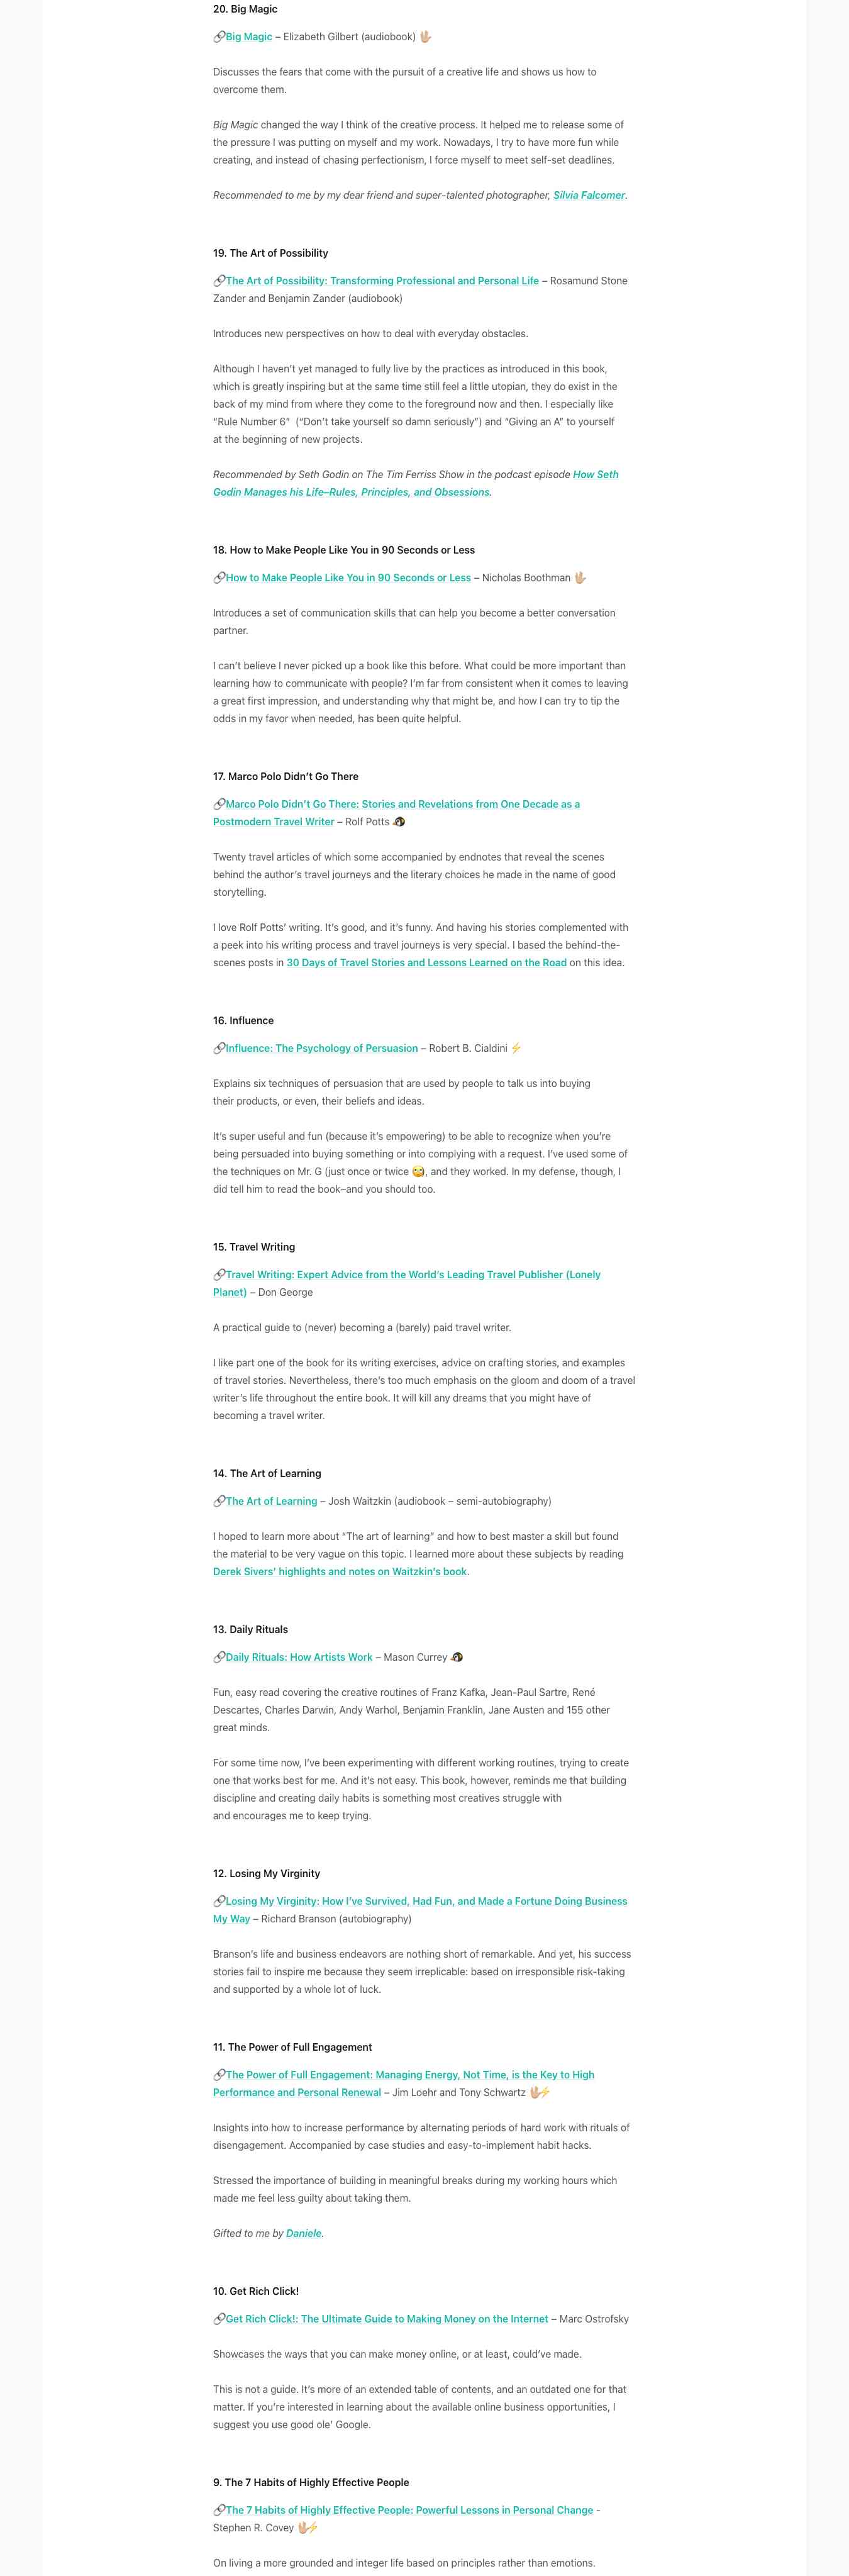 20. Big Magic
🔗Big Magic – Elizabeth Gilbert (audiobook) 🖖🏼
Discusses the fears that come with the pursuit of a creative life and shows us how to
overcome them.
Big Magic changed the way I think of the creative process. It helped me to release some of
the pressure I was putting on myself and my work. Nowadays, I try to have more fun while
creating, and instead of chasing perfectionism, I force myself to meet self-set deadlines.
Recommended to me by my dear friend and super-talented photographer, Silvia Falcomer.
19. The Art of Possibility
🔗The Art of Possibility: Transforming Professional and Personal Life – Rosamund Stone
Zander and Benjamin Zander (audiobook)
Introduces new perspectives on how to deal with everyday obstacles.
Although I haven’t yet managed to fully live by the practices as introduced in this book,
which is greatly inspiring but at the same time still feel a little utopian, they do exist in the
back of my mind from where they come to the foreground now and then. I especially like
“Rule Number 6” (“Don’t take yourself so damn seriously”) and “Giving an A” to yourself
at the beginning of new projects.
Recommended by Seth Godin on The Tim Ferriss Show in the podcast episode How Seth
Godin Manages his Life–Rules, Principles, and Obsessions.
18. How to Make People Like You in 90 Seconds or Less
🔗How to Make People Like You in 90 Seconds or Less – Nicholas Boothman 🖖🏼
Introduces a set of communication skills that can help you become a better conversation
partner.
I can’t believe I never picked up a book like this before. What could be more important than
learning how to communicate with people? I’m far from consistent when it comes to leaving
a great first impression, and understanding why that might be, and how I can try to tip the
odds in my favor when needed, has been quite helpful.
17. Marco Polo Didn’t Go There
🔗Marco Polo Didn’t Go There: Stories and Revelations from One Decade as a
Postmodern Travel Writer – Rolf Potts 🐧
Twenty travel articles of which some accompanied by endnotes that reveal the scenes
behind the author’s travel journeys and the literary choices he made in the name of good
storytelling.
I love Rolf Potts’ writing. It’s good, and it’s funny. And having his stories complemented with
a peek into his writing process and travel journeys is very special. I based the behind-the-
scenes posts in 30 Days of Travel Stories and Lessons Learned on the Road on this idea.
16. Influence
🔗Influence: The Psychology of Persuasion – Robert B. Cialdini ⚡
Explains six techniques of persuasion that are used by people to talk us into buying
their products, or even, their beliefs and ideas.
It’s super useful and fun (because it’s empowering) to be able to recognize when you’re
being persuaded into buying something or into complying with a request. I’ve used some of
the techniques on Mr. G (just once or twice 🙄), and they worked. In my defense, though, I
did tell him to read the book–and you should too.
15. Travel Writing
🔗Travel Writing: Expert Advice from the World’s Leading Travel Publisher (Lonely
Planet) – Don George
A practical guide to (never) becoming a (barely) paid travel writer.
I like part one of the book for its writing exercises, advice on crafting stories, and examples
of travel stories. Nevertheless, there’s too much emphasis on the gloom and doom of a travel
writer’s life throughout the entire book. It will kill any dreams that you might have of
becoming a travel writer.
14. The Art of Learning
🔗The Art of Learning – Josh Waitzkin (audiobook – semi-autobiography)
I hoped to learn more about “The art of learning” and how to best master a skill but found
the material to be very vague on this topic. I learned more about these subjects by reading
Derek Sivers’ highlights and notes on Waitzkin’s book.
13. Daily Rituals
🔗Daily Rituals: How Artists Work – Mason Currey 🐧
Fun, easy read covering the creative routines of Franz Kafka, Jean-Paul Sartre, René
Descartes, Charles Darwin, Andy Warhol, Benjamin Franklin, Jane Austen and 155 other
great minds.
For some time now, I’ve been experimenting with different working routines, trying to create
one that works best for me. And it’s not easy. This book, however, reminds me that building
discipline and creating daily habits is something most creatives struggle with
and encourages me to keep trying.
12. Losing My Virginity
🔗Losing My Virginity: How I’ve Survived, Had Fun, and Made a Fortune Doing Business
My Way – Richard Branson (autobiography)
Branson’s life and business endeavors are nothing short of remarkable. And yet, his success
stories fail to inspire me because they seem irreplicable: based on irresponsible risk-taking
and supported by a whole lot of luck.
11. The Power of Full Engagement
🔗The Power of Full Engagement: Managing Energy, Not Time, is the Key to High
Performance and Personal Renewal – Jim Loehr and Tony Schwartz 🖖🏼⚡
Insights into how to increase performance by alternating periods of hard work with rituals of
disengagement. Accompanied by case studies and easy-to-implement habit hacks.
Stressed the importance of building in meaningful breaks during my working hours which
made me feel less guilty about taking them.
Gifted to me by Daniele.
10. Get Rich Click!
🔗Get Rich Click!: The Ultimate Guide to Making Money on the Internet – Marc Ostrofsky
Showcases the ways that you can make money online, or at least, could’ve made.
This is not a guide. It’s more of an extended table of contents, and an outdated one for that
matter. If you’re interested in learning about the available online business opportunities, I
suggest you use good ole’ Google.
9. The 7 Habits of Highly Effective People
🔗The 7 Habits of Highly Effective People: Powerful Lessons in Personal Change -
Stephen R. Covey 🖖🏼⚡
On living a more grounded and integer life based on principles rather than emotions.